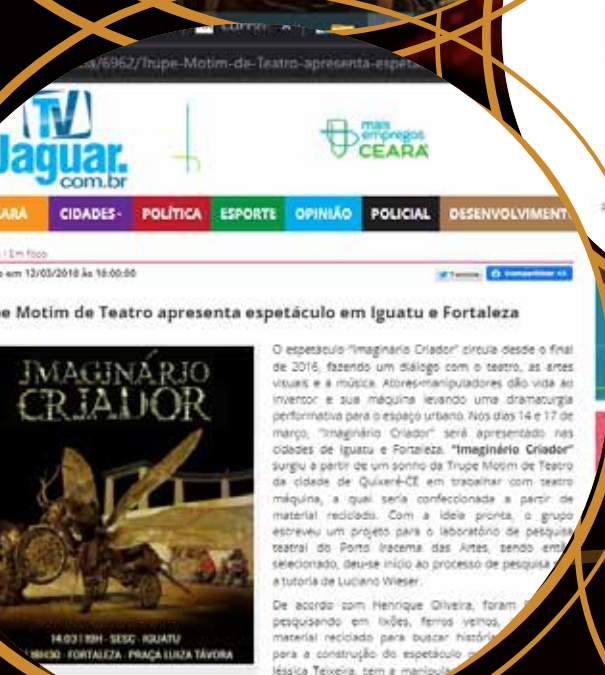 /6962/Trupe-Motim-de-Teatro-apresenta-espetá
TV
Jaguar.
com.br
mais
empregos
CEARÁ
CIDADES
POLÍTICA
ESPORTE
OPINIÃO
POLICIAL
DESENVOLVIMENT
Em foco
em 12/03/2018 às 16:00:00
Compartilhar
Motim de Teatro apresenta espetáculo em Iguatu e Fortaleza
IMAGINÁRIO
CRIADOR
14.03 | 19H - SESC - IGUATU
18H30 - FORTALEZA - PRAÇA LUIZA TÁVORA
O espetáculo "Imaginário Criador" circula desde o final
de 2016, fazendo um diálogo com o teatro, as artes
visuais e a música. Atores-manipuladores dão vida ao
inventor e sua máquina levando uma dramaturgia
performativa para o espaço urbano. Nos dias 14 e 17 de
março, "Imaginário Criador" será apresentado nas
cidades de Iguatu e Fortaleza. "Imaginário Criador"
surgiu a partir de um sonho da Trupe Motim de Teatro
da cidade de Quixeré-CE em trabalhar com teatro
máquina, a qual seria confeccionada a partir de
material reciclado. Com a ideia pronta, o grupo
escreveu um projeto para o laboratório de pesquisa
teatral do Porto Iracema das Artes, sendo então
selecionado, deu-se início ao processo de pesquisa
a tutoria de Luciano Wieser.
De acordo com Henrique Oliveira, foram
pesquisando em lixões, ferros velhos,
material reciclado para buscar
para a construção do espetáculo
Jéssica Teixeira, tem a